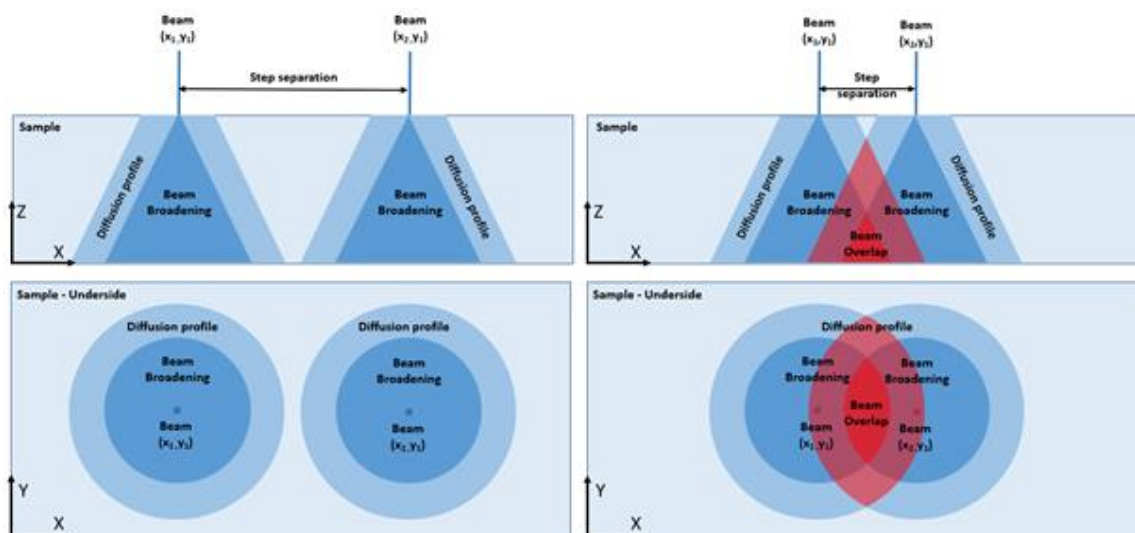 Beam
(x₁,y₁)
Beam
(x₂,y₁)
Step separation
Sample
Diffusion profile
Beam
Broadening
Beam
Broadening
Diffusion profile
Z
X
Sample - Underside
Diffusion profile
Diffusion profile
Beam
Broadening
Beam
Broadening
Beam
(x₁,y₁)
Beam
(x₂,y₁)
Y
X
Beam
(x₁,y₁)
Beam
(x₂,y₁)
Step
separation
Sample
Diffusion profile
Beam
Broadening
Beam
Broadening
Diffusion profile
Beam
Overlap
Z
X
Sample - Underside
Diffusion profile
Beam
Broadening
Beam
Broadening
Beam
Overlap
Beam
(x₁,y₁)
Beam
(x₂,y₁)
Y
X